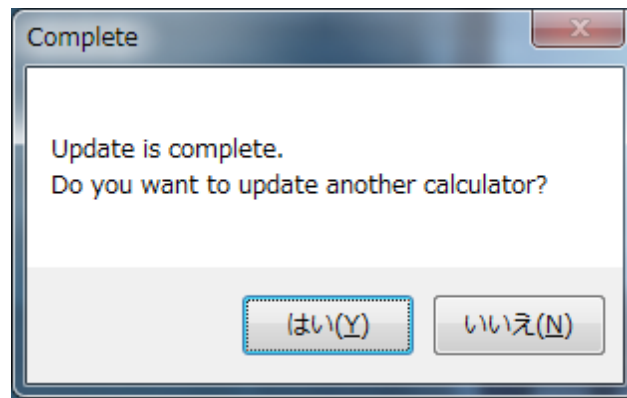 Complete
Update is complete.
Do you want to update another calculator?
はい(Y) いいえ(N)